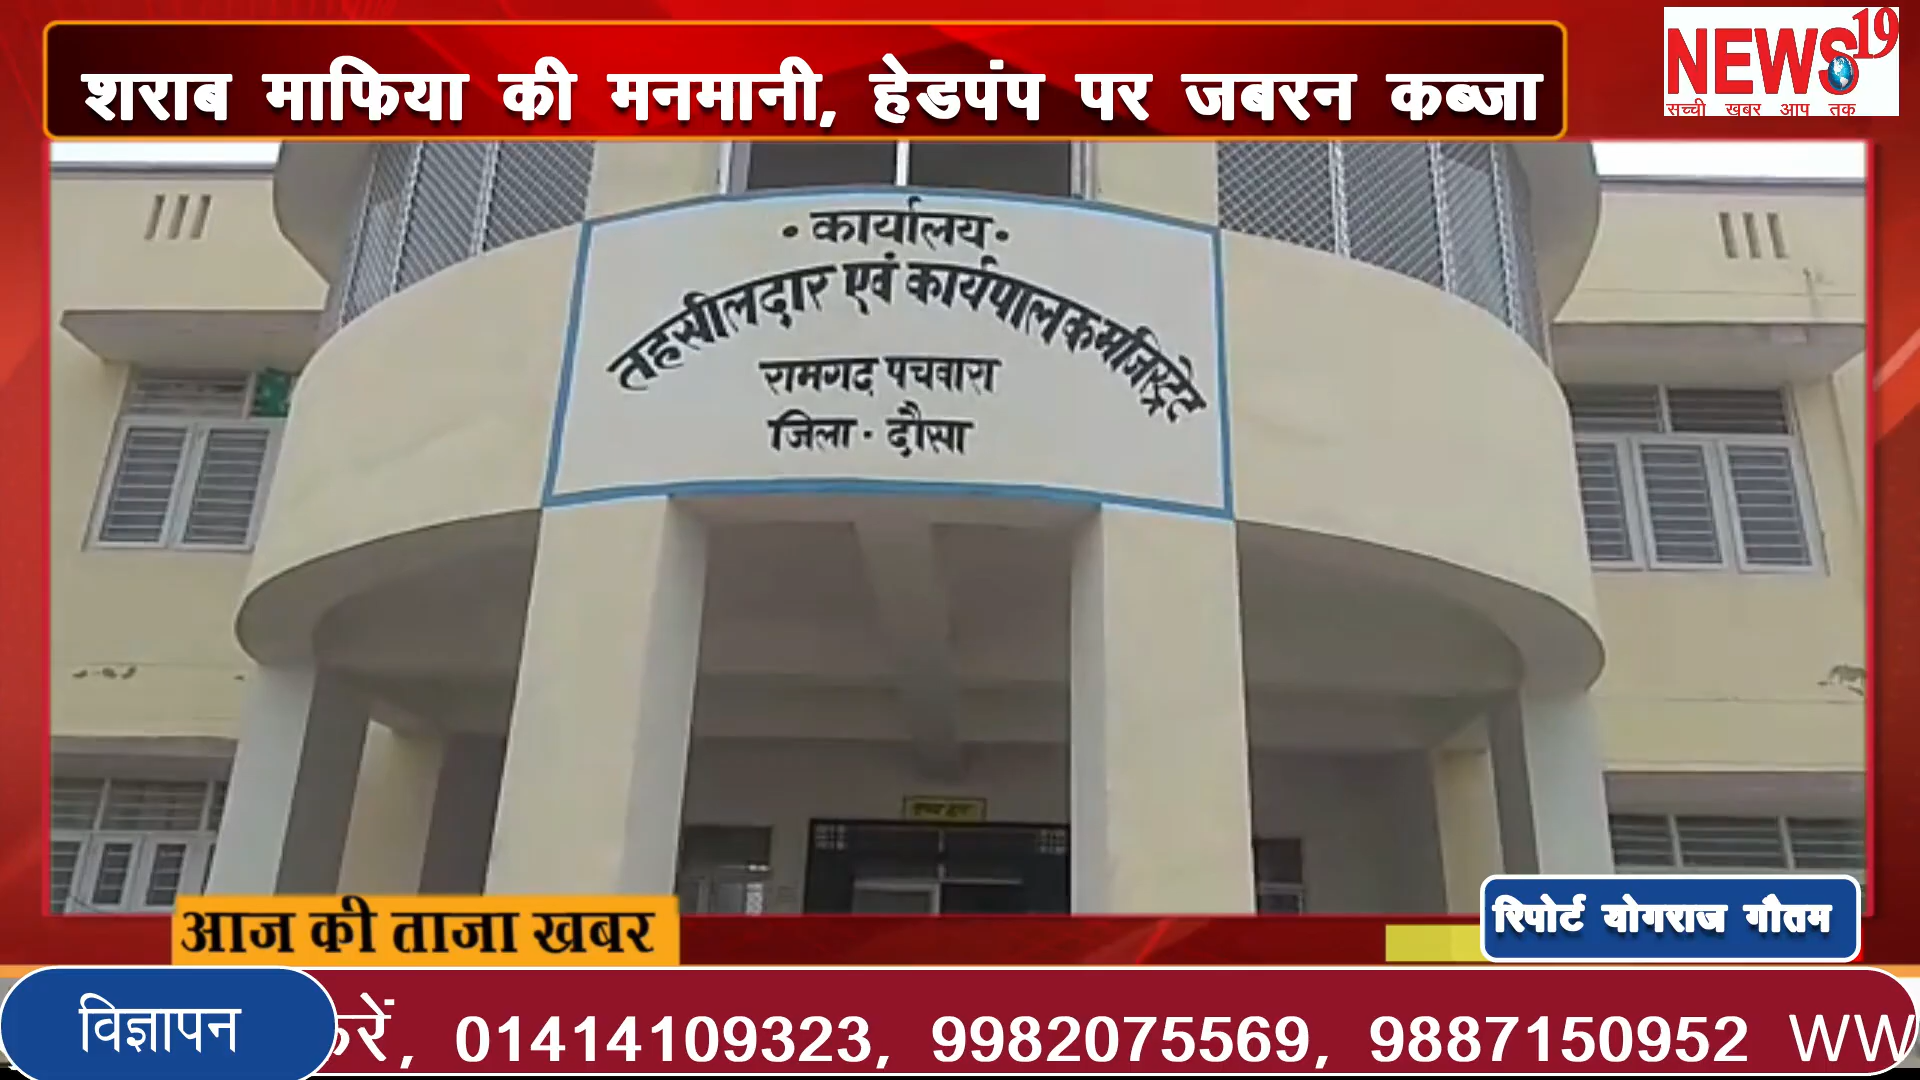 शराब माफिया की मनमानी, हेडपंप पर जबरन कब्जा
NEWS19
सच्ची खबर आप तक
कार्यालय
तहसीलदार एवं कार्यपालक मजिस्ट्रेट
रामगढ पचवारा
जिला - दौसा
आज की ताजा खबर
रिपोर्ट योगराज गौतम
विज्ञापन
रें, 01414109323, 9982075569, 9887150952 WW